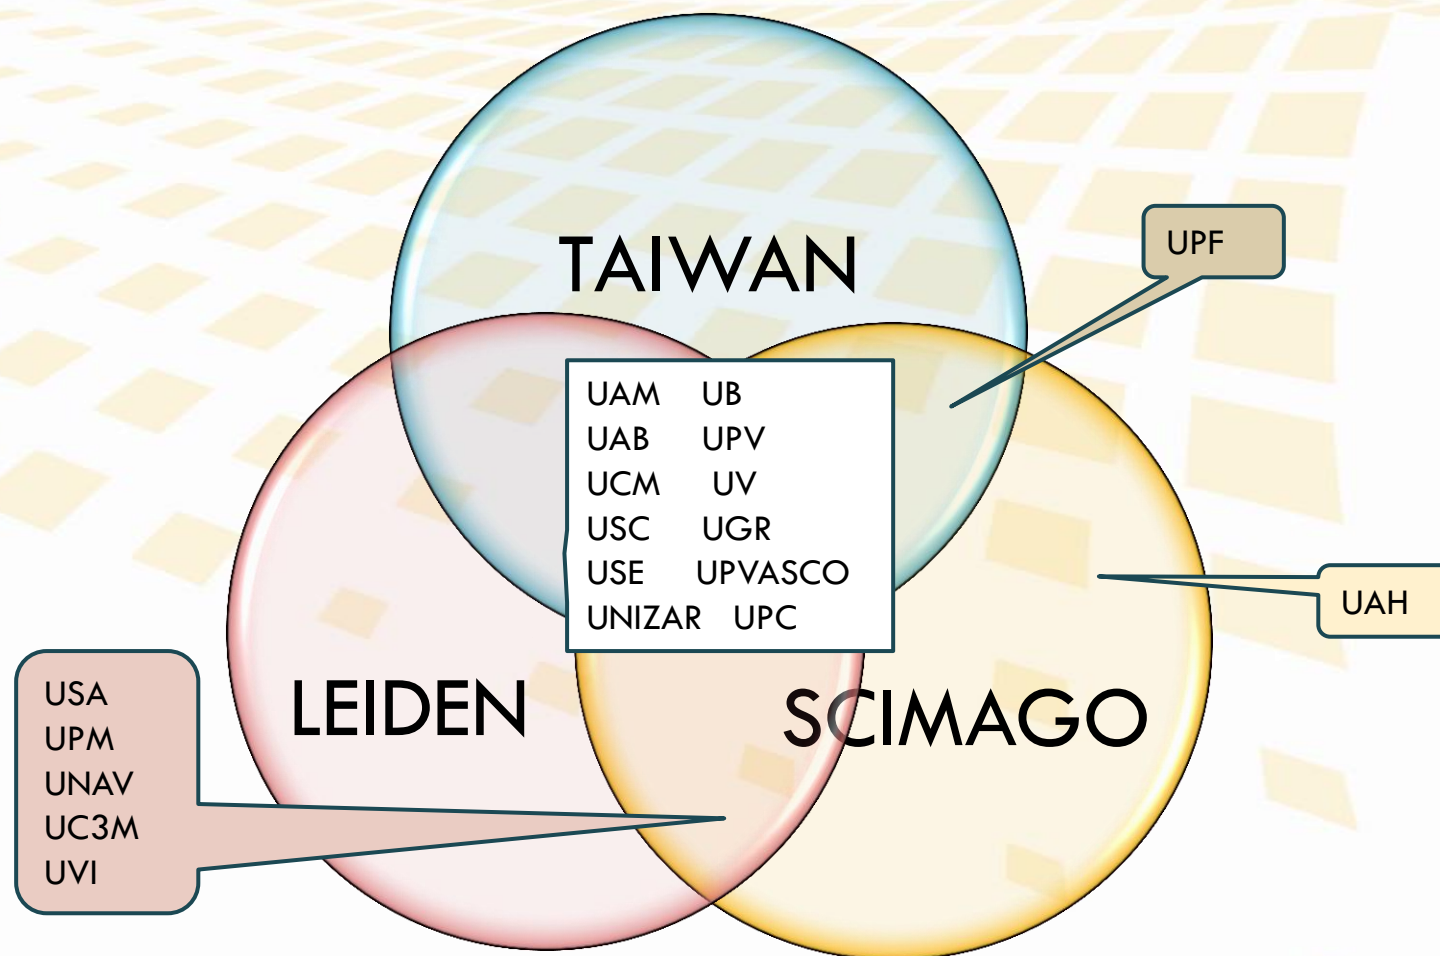 TAIWAN
UPF
UAM UB
UAB UPV
UCM UV
USC UGR
USE UPVASCO
UNIZAR UPC
UAH
LEIDEN
SCIMAGO
USA
UPM
UNAV
UC3M
UVI